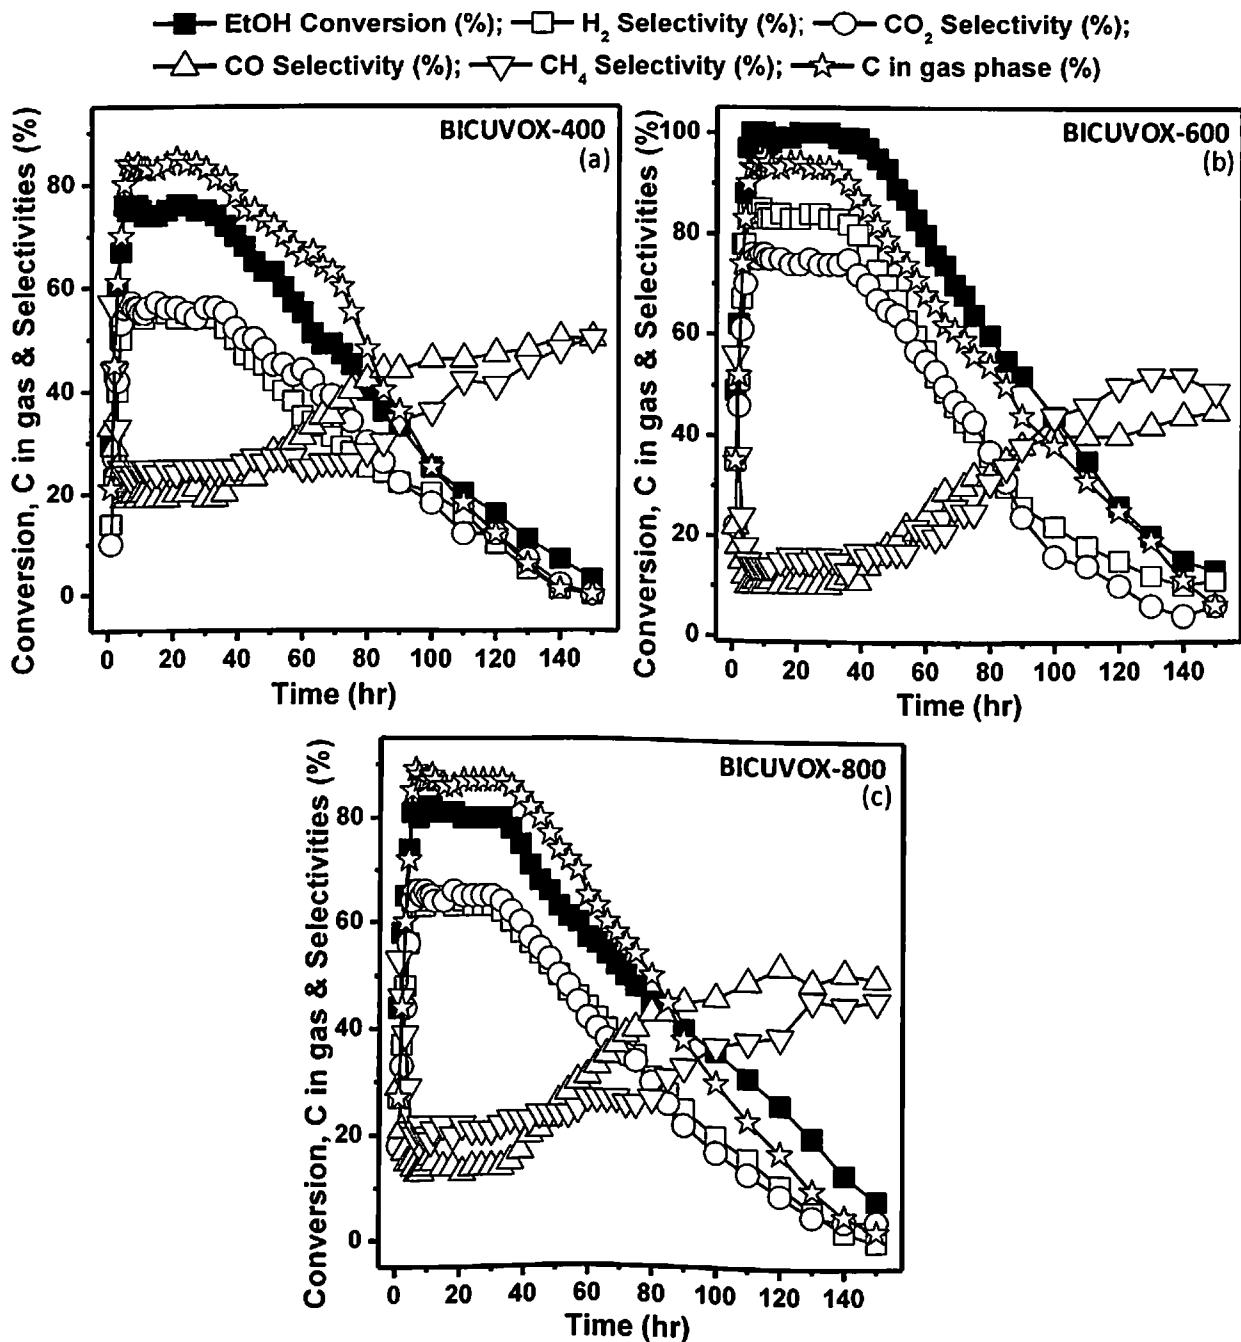 EtOH Conversion (%); H₂ Selectivity (%); CO₂ Selectivity (%);
CO Selectivity (%); CH₄ Selectivity (%); C in gas phase (%)
BICUVOX-400
(a)
Conversion, C in gas & Selectivities (%)
80
60
40
20
0
0 20 40 60 80 100 120 140
Time (hr)
BICUVOX-600
(b)
Conversion, C in gas & Selectivities (%)
100
80
60
40
20
0
0 20 40 60 80 100 120 140
Time (hr)
BICUVOX-800
(c)
Conversion, C in gas & Selectivities (%)
80
60
40
20
0
0 20 40 60 80 100 120 140
Time (hr)